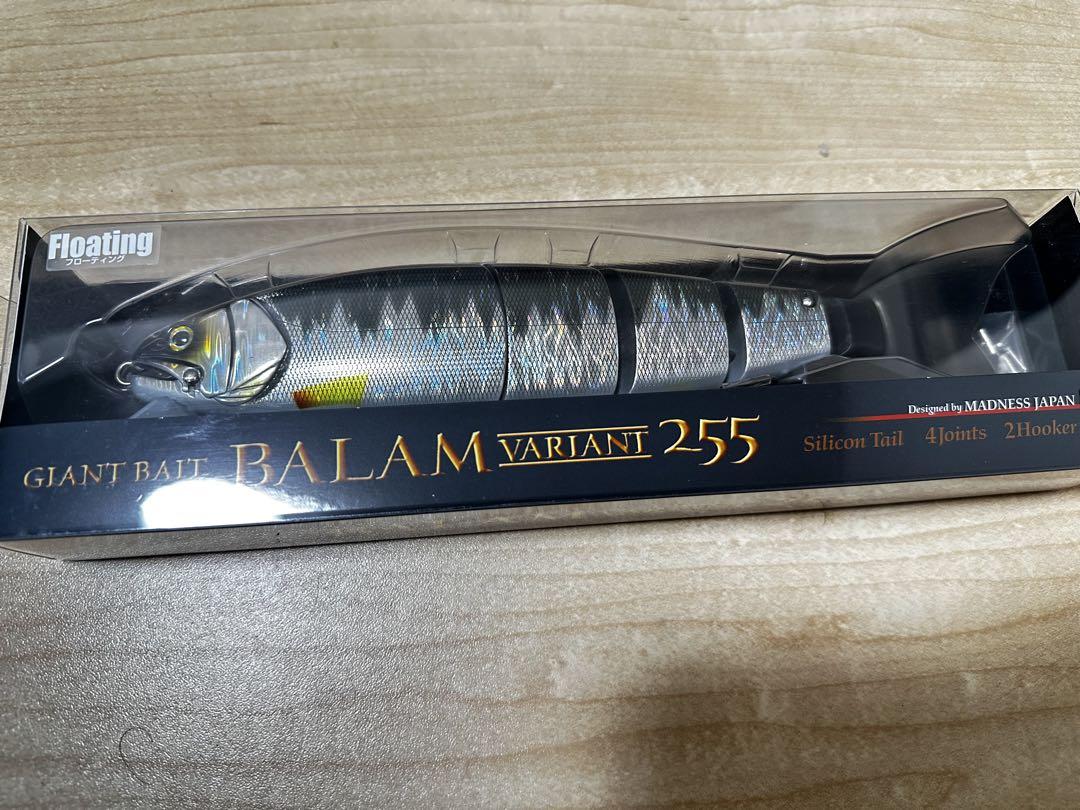 Floating
フローティング
Designed by MADNESS JAPAN
GIANT BAIT BALAM VARIANT 255
Silicon Tail 4Joints 2Hooker